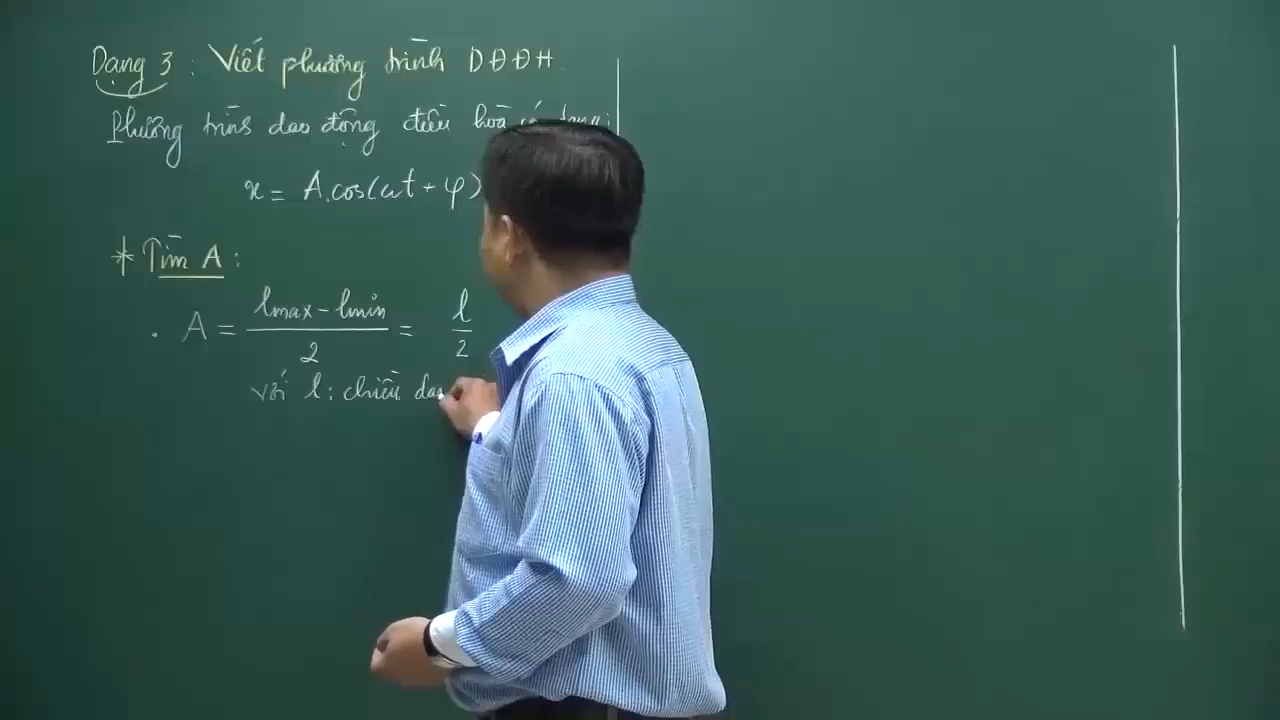 Dạng 3 : Viết phương trình DĐĐH
Phương trình dao động điều hoà có dạng:
x = A.cos(ωt + φ)
* Tìm A :
. A = (lmax - lmin)/2 = l/2
với l : chiều dao